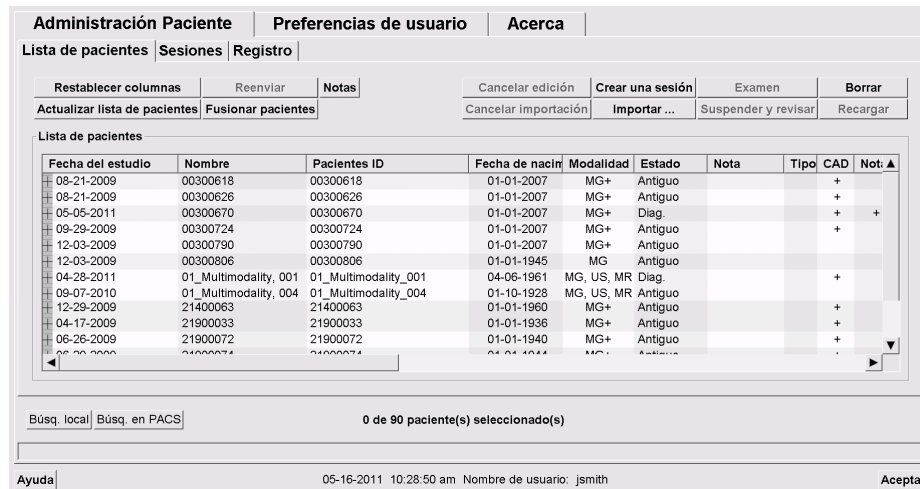 Administración Paciente Preferencias de usuario Acerca
Lista de pacientes Sesiones Registro
Restablecer columnas Reenviar Notas Cancelar edición Crear una sesión Examen Borrar
Actualizar lista de pacientes Fusionar pacientes Cancelar importación Importar ... Suspender y revisar Recargar
Lista de pacientes
Fecha del estudio Nombre Pacientes ID Fecha de nacim Modalidad Estado Nota Tipo CAD Nota
08-21-2009 00300618 00300618 01-01-2007 MG+ Antiguo +
08-21-2009 00300626 00300626 01-01-2007 MG+ Antiguo +
05-05-2011 00300670 00300670 01-01-2007 MG+ Diag. + +
09-29-2009 00300724 00300724 01-01-2007 MG+ Antiguo +
12-03-2009 00300790 00300790 01-01-2007 MG+ Antiguo
12-03-2009 00300806 00300806 01-01-1945 MG Antiguo
04-28-2011 01_Multimodality, 001 01_Multimodality_001 04-06-1961 MG, US, MR Diag. +
09-07-2010 01_Multimodality, 004 01_Multimodality_004 01-10-1928 MG, US, MR Antiguo
12-29-2009 21400063 21400063 01-01-1960 MG+ Antiguo +
04-17-2009 21900033 21900033 01-01-1936 MG+ Antiguo +
06-26-2009 21900072 21900072 01-01-1940 MG+ Antiguo +
Búsq. local Búsq. en PACS 0 de 90 paciente(s) seleccionado(s)
Ayuda 05-16-2011 10:28:50 am Nombre de usuario: jsmith Acepta